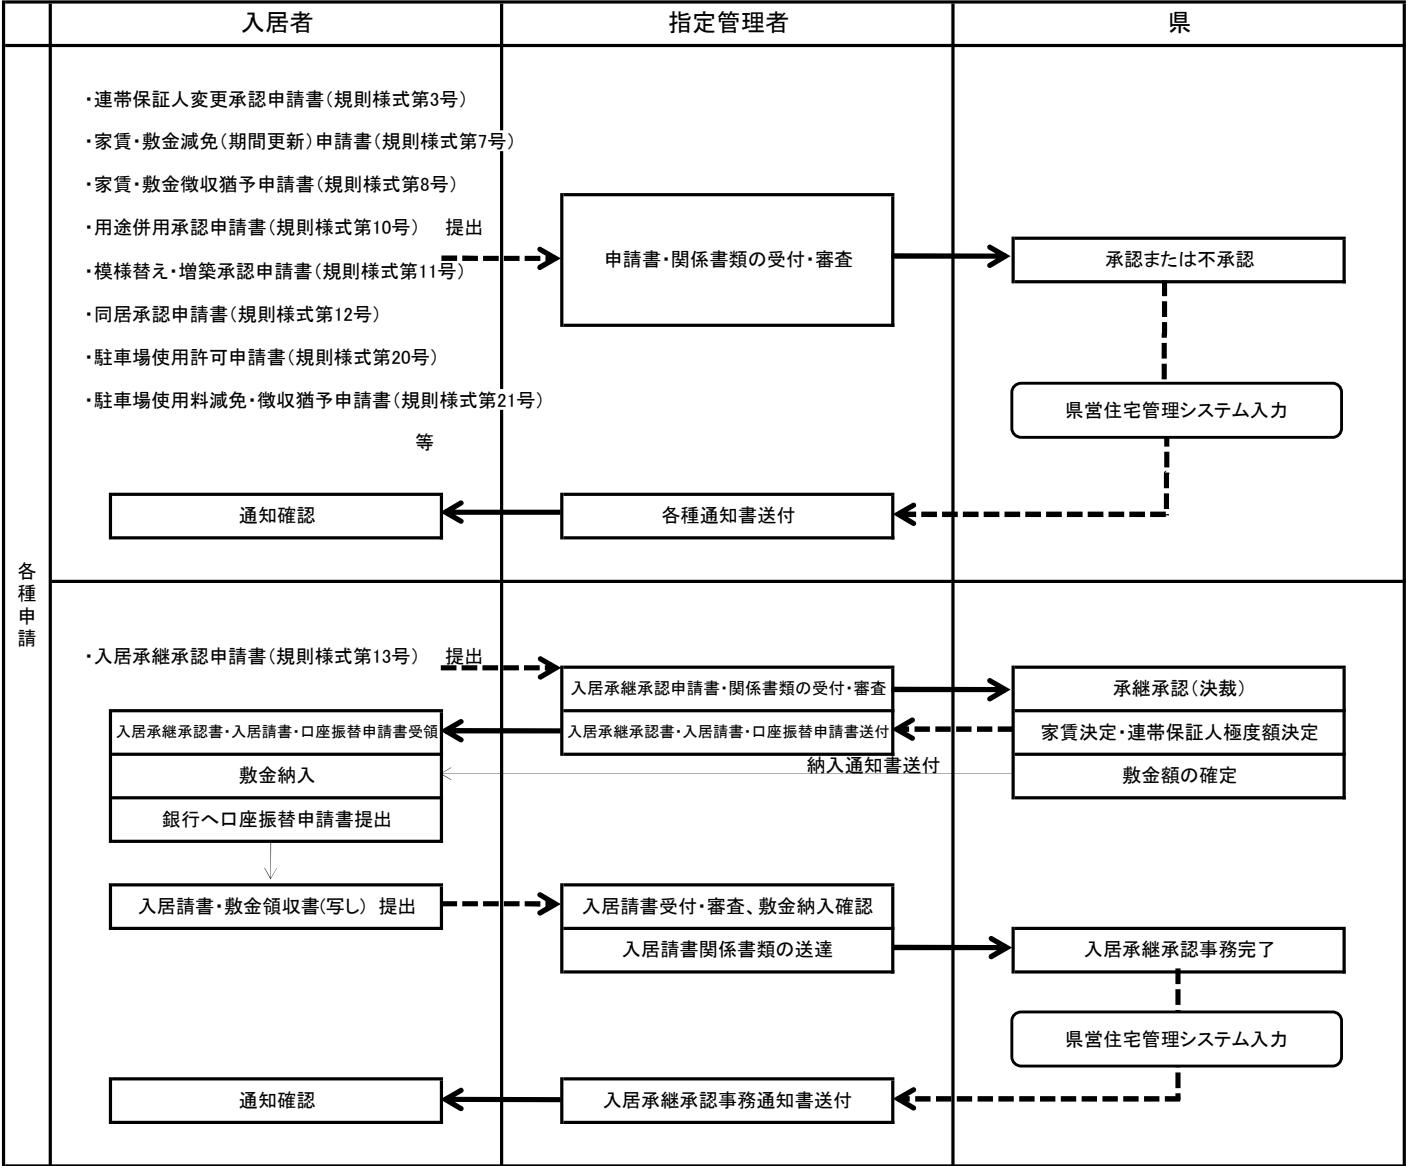 入居者
指定管理者
県
各種申請
・連帯保証人変更承認申請書(規則様式第3号)
・家賃・敷金減免(期間更新)申請書(規則様式第7号)
・家賃・敷金徴収猶予申請書(規則様式第8号)
・用途併用承認申請書(規則様式第10号) 提出
・模様替え・増築承認申請書(規則様式第11号)
・同居承認申請書(規則様式第12号)
・駐車場使用許可申請書(規則様式第20号)
・駐車場使用料減免・徴収猶予申請書(規則様式第21号)
等
申請書・関係書類の受付・審査
承認または不承認
県営住宅管理システム入力
通知確認
各種通知書送付
・入居承継承認申請書(規則様式第13号) 提出
入居承継承認申請書・関係書類の受付・審査
承継承認(決裁)
入居承継承認書・入居請書・口座振替申請書受領
入居承継承認書・入居請書・口座振替申請書送付
家賃決定・連帯保証人極度額決定
納入通知書送付
敷金納入
敷金額の確定
銀行へ口座振替申請書提出
入居請書・敷金領収書(写し) 提出
入居請書受付・審査、敷金納入確認
入居請書関係書類の送達
入居承継承認事務完了
県営住宅管理システム入力
通知確認
入居承継承認事務通知書送付